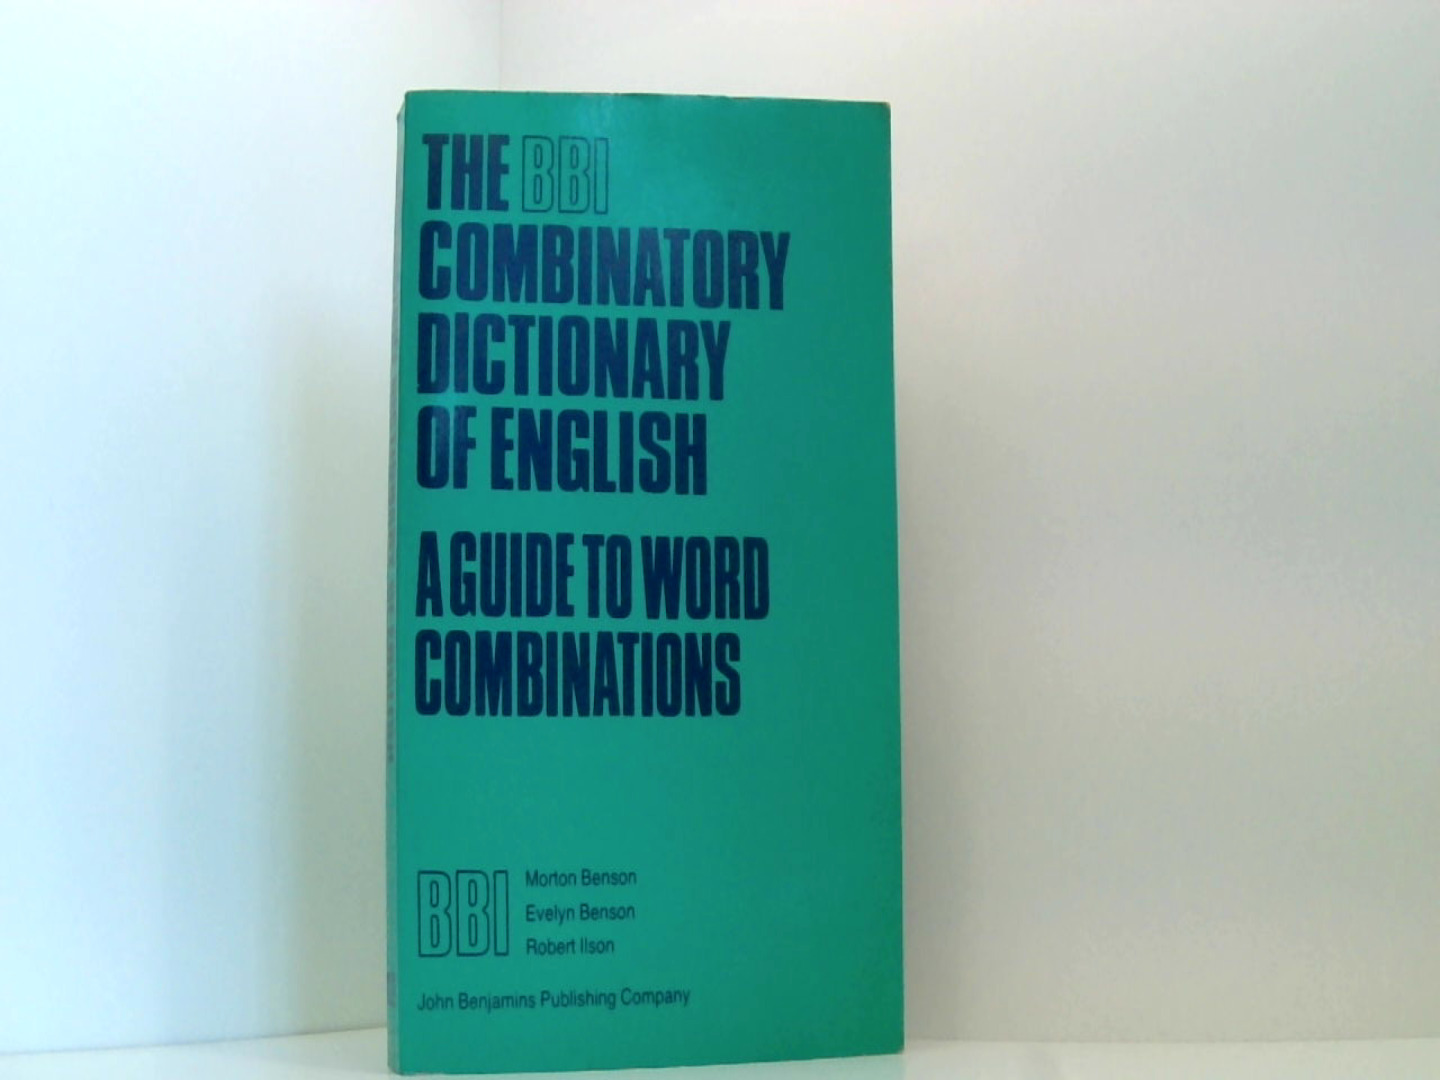 THE BBI
COMBINATORY
DICTIONARY
OF ENGLISH
A GUIDE TO WORD
COMBINATIONS
BBI
Morton Benson
Evelyn Benson
Robert Ilson
John Benjamins Publishing Company